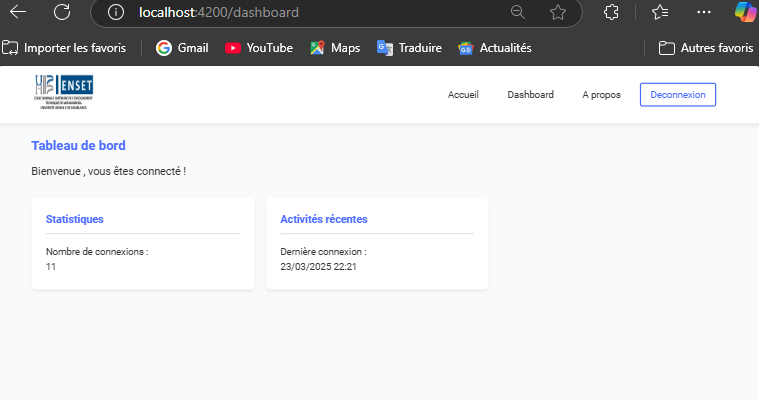 localhost:4200/dashboard
Importer les favoris
Gmail
YouTube
Maps
Traduire
Actualités
Autres favoris
ENSET
Accueil
Dashboard
A propos
Deconnexion
Tableau de bord
Bienvenue , vous êtes connecté !
Statistiques
Nombre de connexions :
11
Activités récentes
Dernière connexion :
23/03/2025 22:21